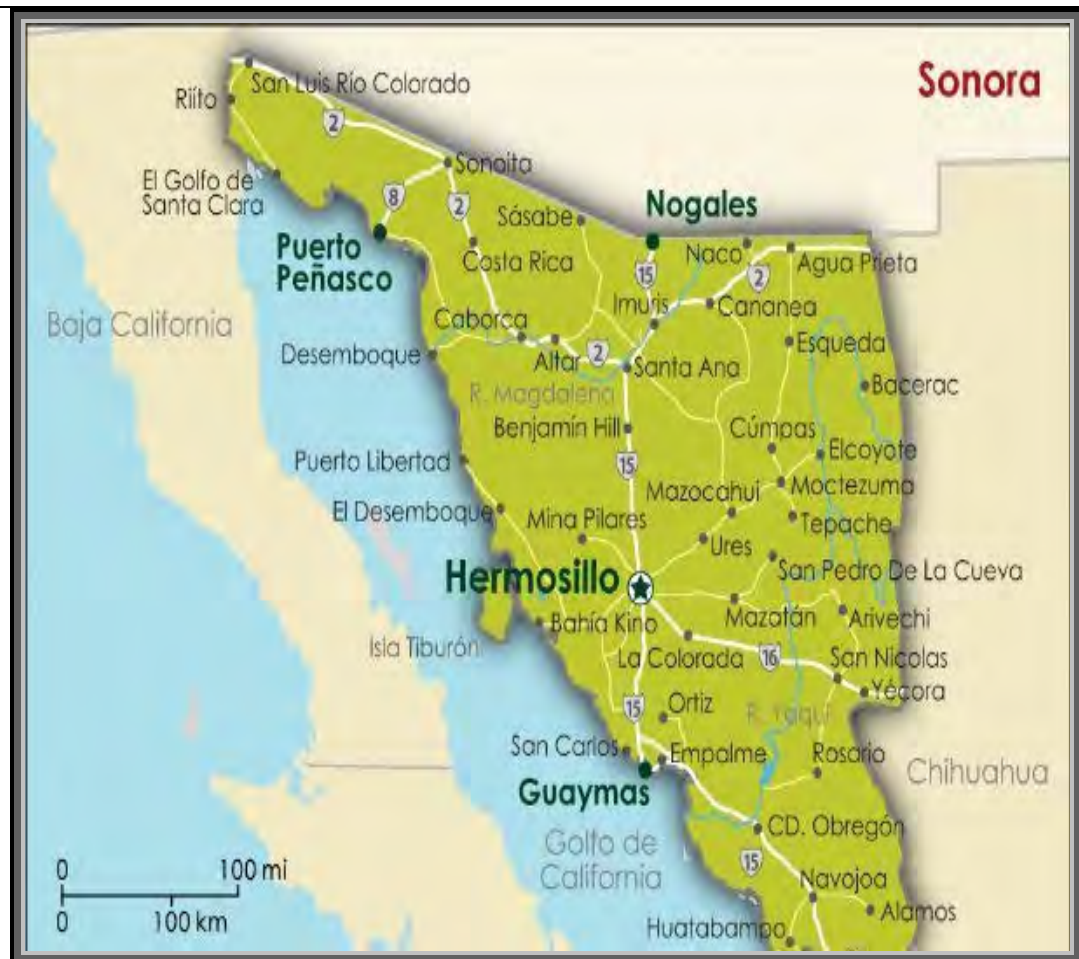 Sonora
San Luis Río Colorado
Riíto
2
Sonoita
El Golfo de
Santa Clara
8
2
Sásabe
Nogales
Puerto
Peñasco
Costa Rica
15
Naco
2
Agua Prieta
Imuris
Cananea
Baja California
Caborca
Desemboque
Altar
2
Santa Ana
Esqueda
Bacerac
R. Magdalena
Benjamín Hill
Cúmpas
Elcoyote
Puerto Libertad
15
Mazocahui
Moctezuma
El Desemboque
Mina Pilares
Ures
Tepache
Hermosillo
San Pedro De La Cueva
Bahía Kino
Mazatán
Arivechi
Isla Tiburón
La Colorada
16
San Nicolas
Yécora
15
Ortiz
R. Yaqui
San Carlos
Empalme
Rosario
Chihuahua
Guaymas
Golfo de
California
CD. Obregón
15
Navojoa
Alamos
Huatabampo
0
100 mi
0
100 km